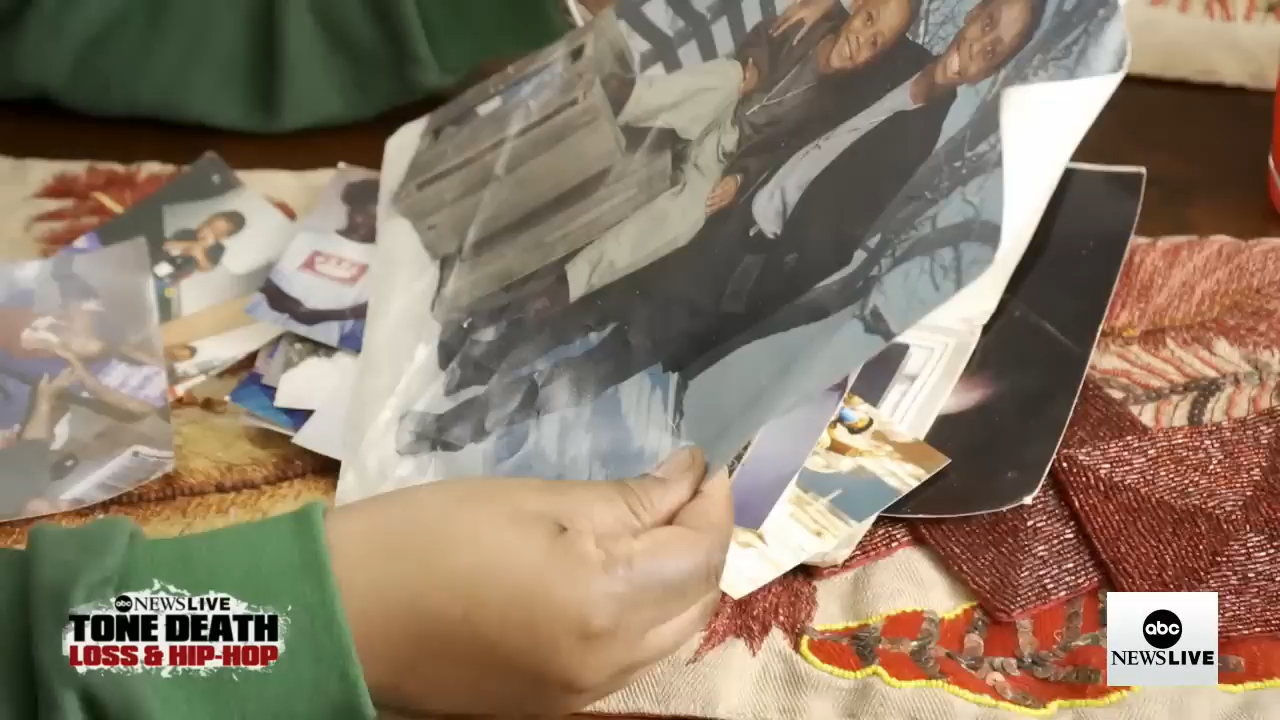 abc NEWS LIVE
TONE DEATH
LOSS & HIP-HOP
abc
NEWS LIVE